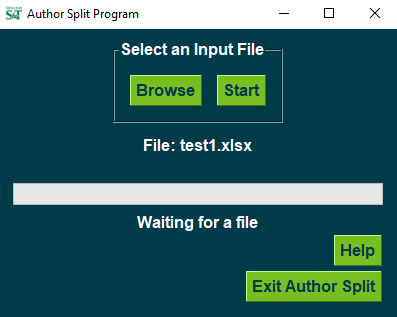 S&T Author Split Program
Select an Input File
Browse Start
File: test1.xlsx
Waiting for a file
Help
Exit Author Split